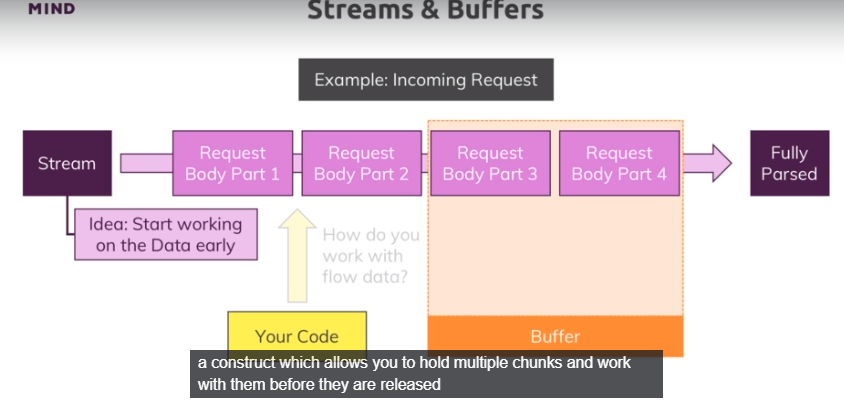 MIND
Streams & Buffers
Example: Incoming Request
Stream
Request
Body Part 1
Request
Body Part 2
Request
Body Part 3
Request
Body Part 4
Fully
Parsed
Idea: Start working
on the Data early
How do you
work with
flow data?
Your Code
Buffer
a construct which allows you to hold multiple chunks and work
with them before they are released